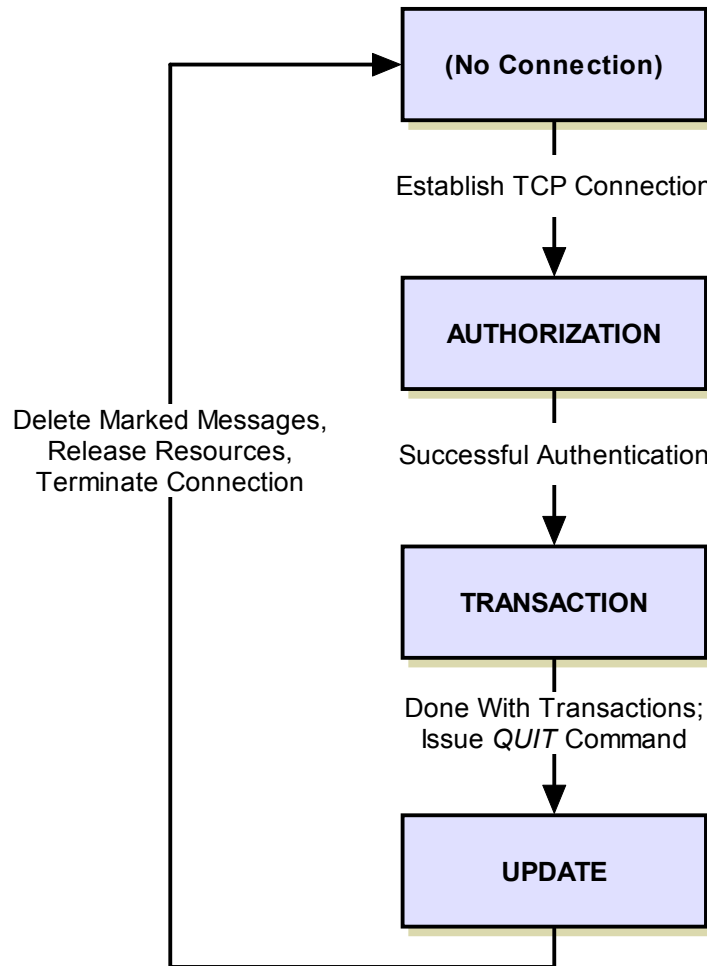 (No Connection)
Establish TCP Connection
AUTHORIZATION
Successful Authentication
Delete Marked Messages,
Release Resources,
Terminate Connection
TRANSACTION
Done With Transactions;
Issue QUIT Command
UPDATE